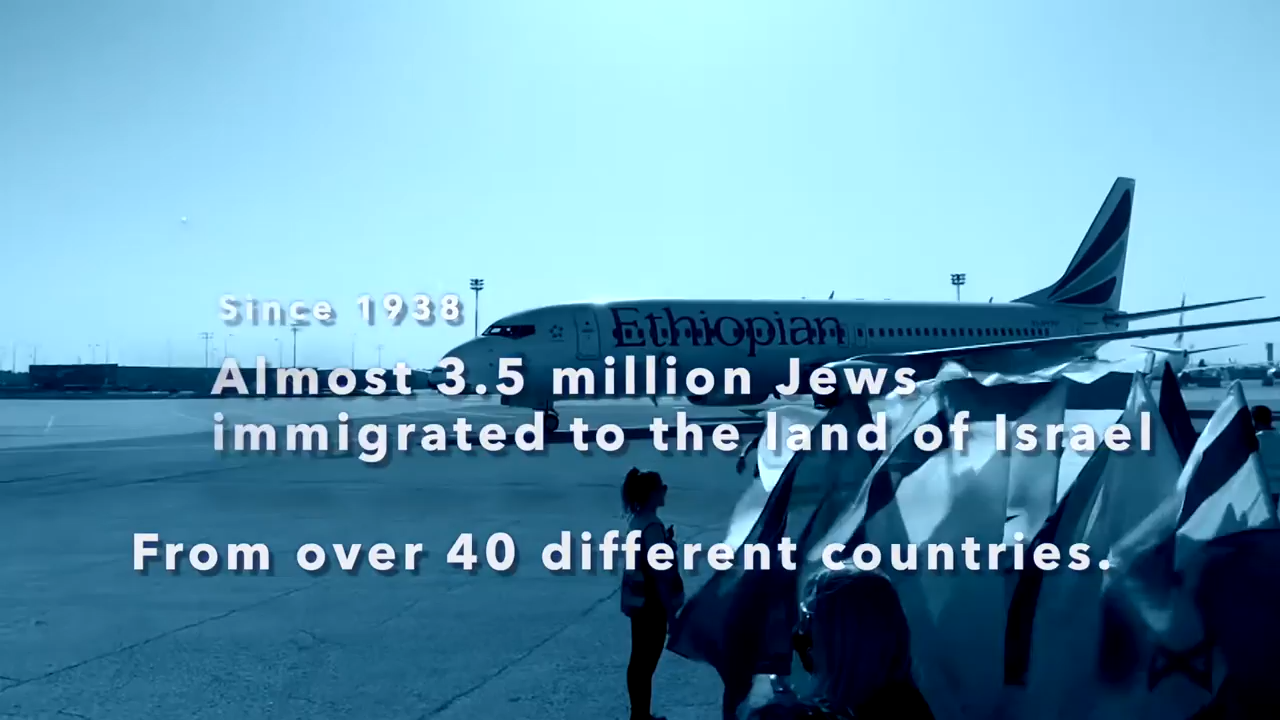 Since 1938
Ethiopian
Almost 3.5 million Jews
immigrated to the land of Israel
From over 40 different countries.